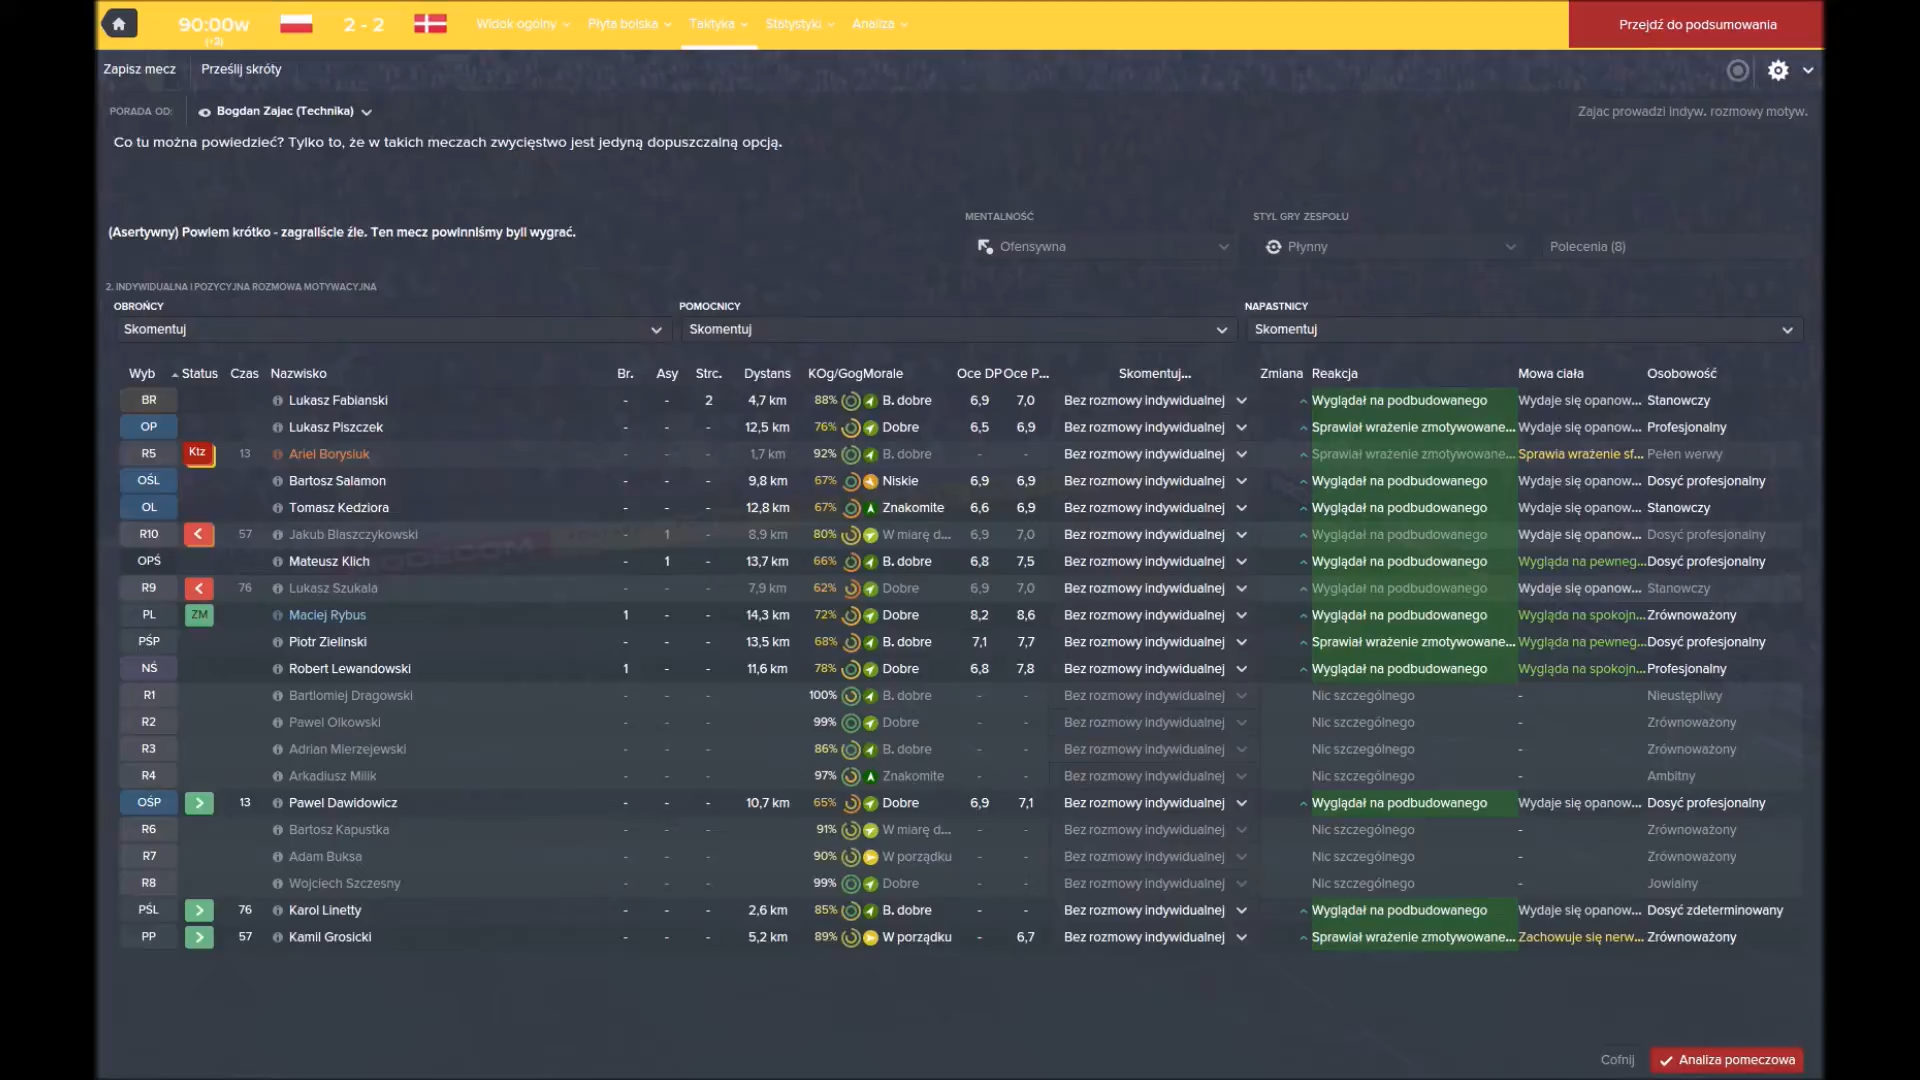 90:00w
(+3)
2 - 2
Widok ogólny
Płyta boiska
Taktyka
Statystyki
Analiza
Przejdź do podsumowania
Zapisz mecz
Prześlij skróty
PORADA OD:
Bogdan Zajac (Technika)
Zajac prowadzi indyw. rozmowy motyw.
Co tu można powiedzieć? Tylko to, że w takich meczach zwycięstwo jest jedyną dopuszczalną opcją.
MENTALNOŚĆ
STYL GRY ZESPOŁU
(Asertywny) Powiem krótko - zagraliście źle. Ten mecz powinniśmy byli wygrać.
Ofensywna
Płynny
Polecenia (8)
2. INDYWIDUALNA I POZYCYJNA ROZMOWA MOTYWACYJNA
OBROŃCY
POMOCNICY
NAPASTNICY
Skomentuj
Skomentuj
Skomentuj
Wyb Status Czas Nazwisko Br. Asy Strc. Dystans KOg/GogMorale Oce DP Oce P... Skomentuj... Zmiana Reakcja Mowa ciała Osobowość
BR Lukasz Fabianski - - 2 4,7 km 88% B. dobre 6,9 7,0 Bez rozmowy indywidualnej Wyglądał na podbudowanego Wydaje się opanow... Stanowczy
OP Lukasz Piszczek - - - 12,5 km 76% Dobre 6,5 6,9 Bez rozmowy indywidualnej Sprawiał wrażenie zmotywowane... Wydaje się opanow... Profesjonalny
R5 Ktz 13 Ariel Borysiuk - - - 1,7 km 92% B. dobre - - Bez rozmowy indywidualnej Sprawiał wrażenie zmotywowane... Sprawia wrażenie sf... Pełen werwy
OŚL Bartosz Salamon - - - 9,8 km 67% Niskie 6,9 6,9 Bez rozmowy indywidualnej Wyglądał na podbudowanego Wydaje się opanow... Dosyć profesjonalny
OL Tomasz Kedziora - - - 12,8 km 67% Znakomite 6,6 6,9 Bez rozmowy indywidualnej Wyglądał na podbudowanego Wydaje się opanow... Stanowczy
R10 57 Jakub Blaszczykowski - 1 - 8,9 km 80% W miarę d... 6,9 7,0 Bez rozmowy indywidualnej Wyglądał na podbudowanego Wydaje się opanow... Dosyć profesjonalny
OPŚ Mateusz Klich - 1 - 13,7 km 66% B. dobre 6,8 7,5 Bez rozmowy indywidualnej Wyglądał na podbudowanego Wygląda na pewneg... Dosyć profesjonalny
R9 76 Lukasz Szukala - - - 7,9 km 62% Dobre 6,9 7,0 Bez rozmowy indywidualnej Wyglądał na podbudowanego Wydaje się opanow... Stanowczy
PL ZM Maciej Rybus 1 - - 14,3 km 72% Dobre 8,2 8,6 Bez rozmowy indywidualnej Wyglądał na podbudowanego Wygląda na spokojn... Zrównoważony
PŚP Piotr Zielinski - - - 13,5 km 68% B. dobre 7,1 7,7 Bez rozmowy indywidualnej Sprawiał wrażenie zmotywowane... Wygląda na pewneg... Dosyć profesjonalny
NŚ Robert Lewandowski 1 - - 11,6 km 78% Dobre 6,8 7,8 Bez rozmowy indywidualnej Wyglądał na podbudowanego Wygląda na spokojn... Profesjonalny
R1 Bartlomiej Dragowski - - - 100% B. dobre - - Bez rozmowy indywidualnej Nic szczególnego - Nieustępliwy
R2 Pawel Olkowski - - - 99% Dobre - - Bez rozmowy indywidualnej Nic szczególnego - Zrównoważony
R3 Adrian Mierzejewski - - - 86% B. dobre - - Bez rozmowy indywidualnej Nic szczególnego - Zrównoważony
R4 Arkadiusz Milik - - - 97% Znakomite - - Bez rozmowy indywidualnej Nic szczególnego - Ambitny
OŚP 13 Pawel Dawidowicz - - - 10,7 km 65% Dobre 6,9 7,1 Bez rozmowy indywidualnej Wyglądał na podbudowanego Wydaje się opanow... Dosyć profesjonalny
R6 Bartosz Kapustka - - - 91% W miarę d... - - Bez rozmowy indywidualnej Nic szczególnego - Zrównoważony
R7 Adam Buksa - - - 90% W porządku - - Bez rozmowy indywidualnej Nic szczególnego - Zrównoważony
R8 Wojciech Szczesny - - - 99% Dobre - - Bez rozmowy indywidualnej Nic szczególnego - Jowialny
PŚL 76 Karol Linetty - - - 2,6 km 85% B. dobre - - Bez rozmowy indywidualnej Wyglądał na podbudowanego Wydaje się opanow... Dosyć zdeterminowany
PP 57 Kamil Grosicki - - - 5,2 km 89% W porządku - 6,7 Bez rozmowy indywidualnej Sprawiał wrażenie zmotywowane... Zachowuje się nerw... Zrównoważony
Cofnij
Analiza pomeczowa